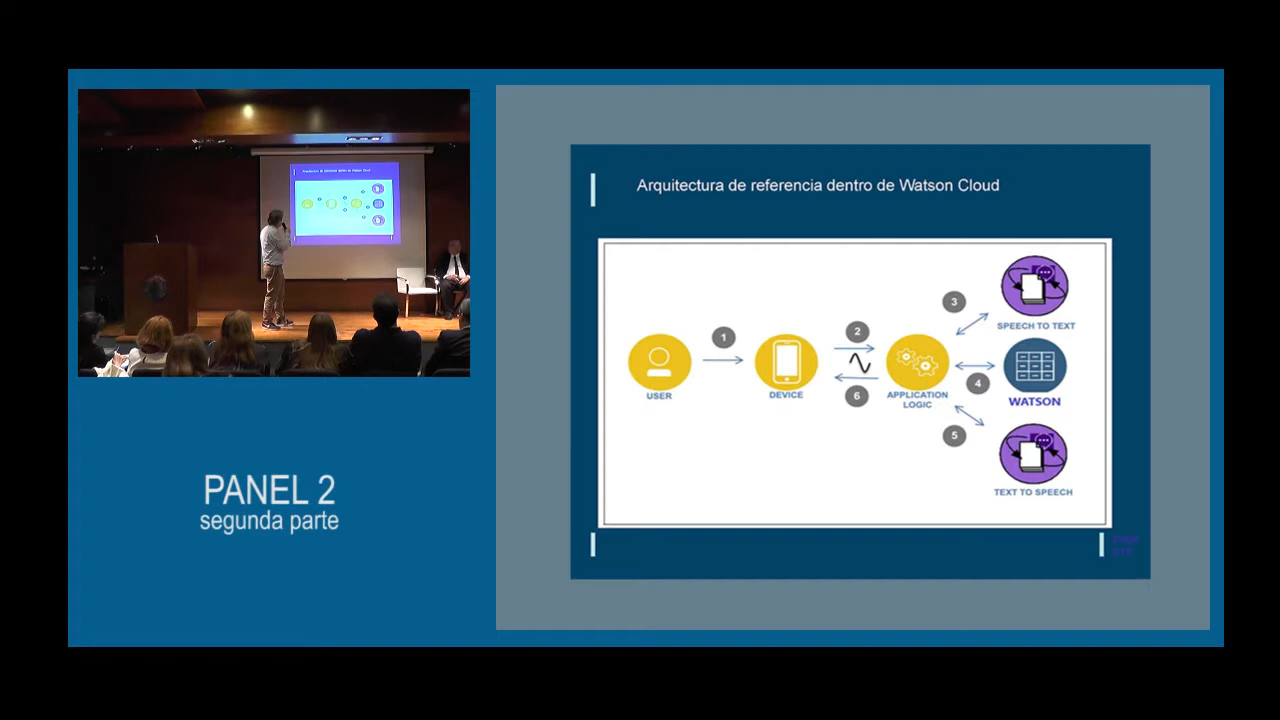 Arquitectura de referencia dentro de Watson Cloud
1
2
3
4
5
6
USER
DEVICE
APPLICATION
LOGIC
SPEECH TO TEXT
WATSON
TEXT TO SPEECH
PANEL 2
segunda parte